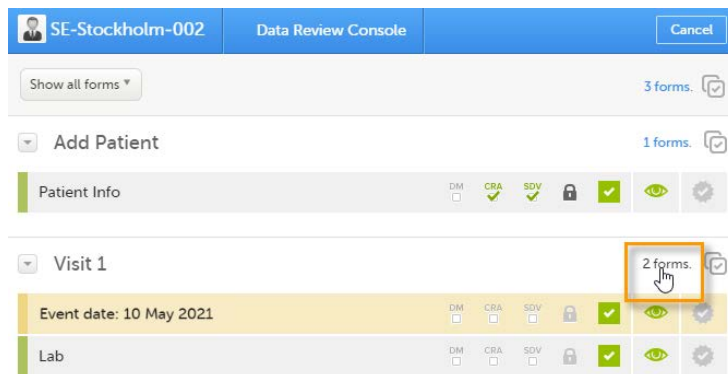 SE-Stockholm-002 Data Review Console Cancel
Show all forms 3 forms.
Add Patient 1 forms.
Patient Info DM CRA SDV
Visit 1 2 forms.
Event date: 10 May 2021 DM CRA SDV
Lab DM CRA SDV